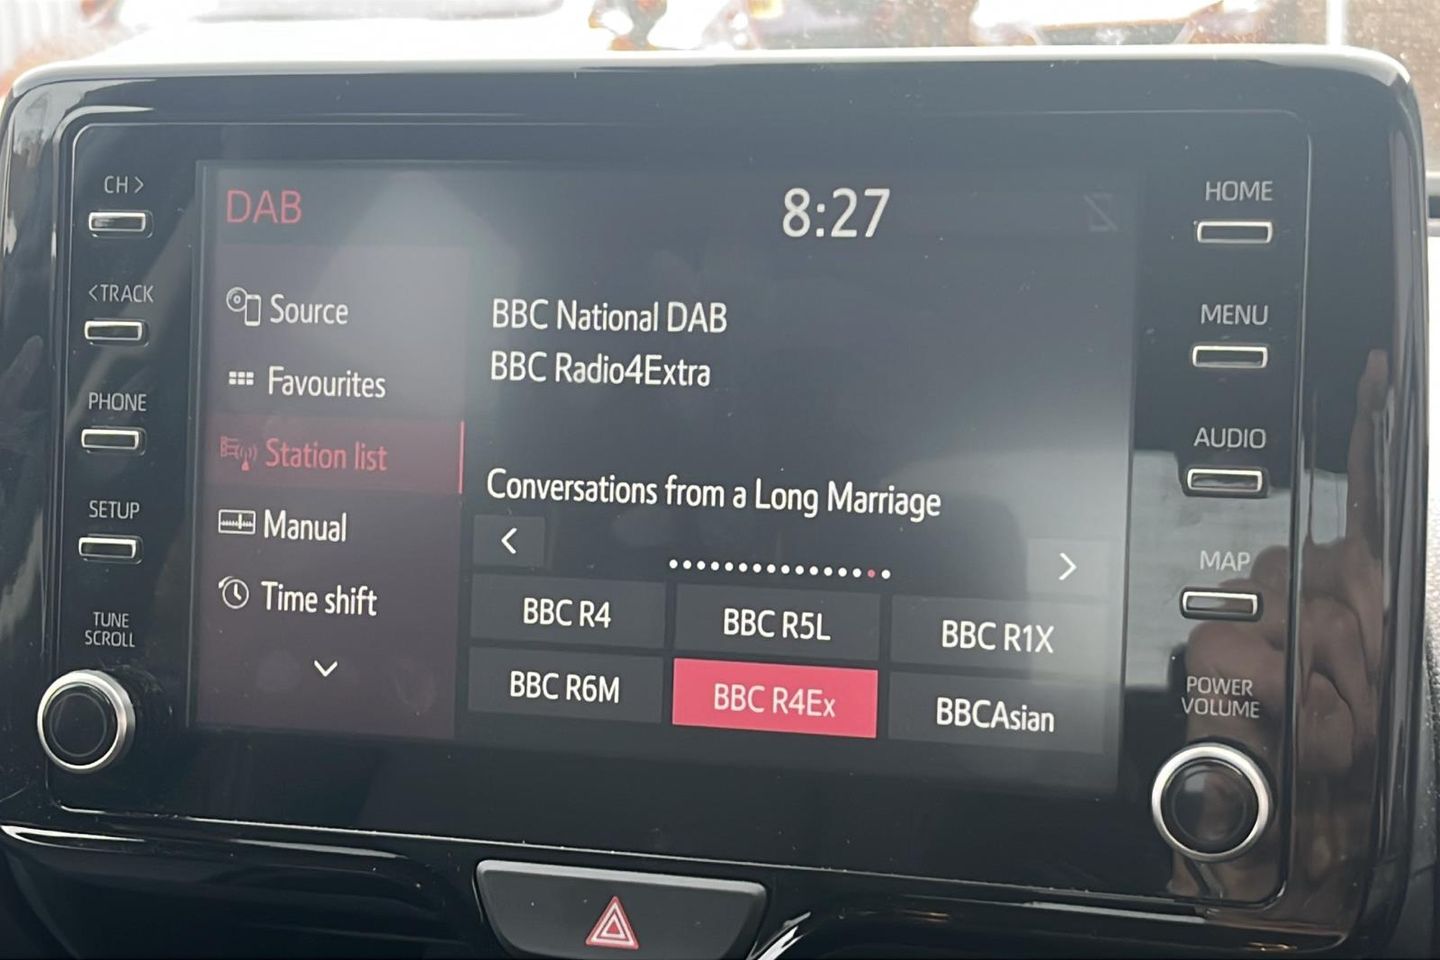 CH >
<TRACK
PHONE
SETUP
TUNE
SCROLL
DAB
8:27
Source
Favourites
Station list
Manual
Time shift
BBC National DAB
BBC Radio4Extra
Conversations from a Long Marriage
BBC R4
BBC R5L
BBC R1X
BBC R6M
BBC R4Ex
BBCAsian
HOME
MENU
AUDIO
MAP
POWER
VOLUME